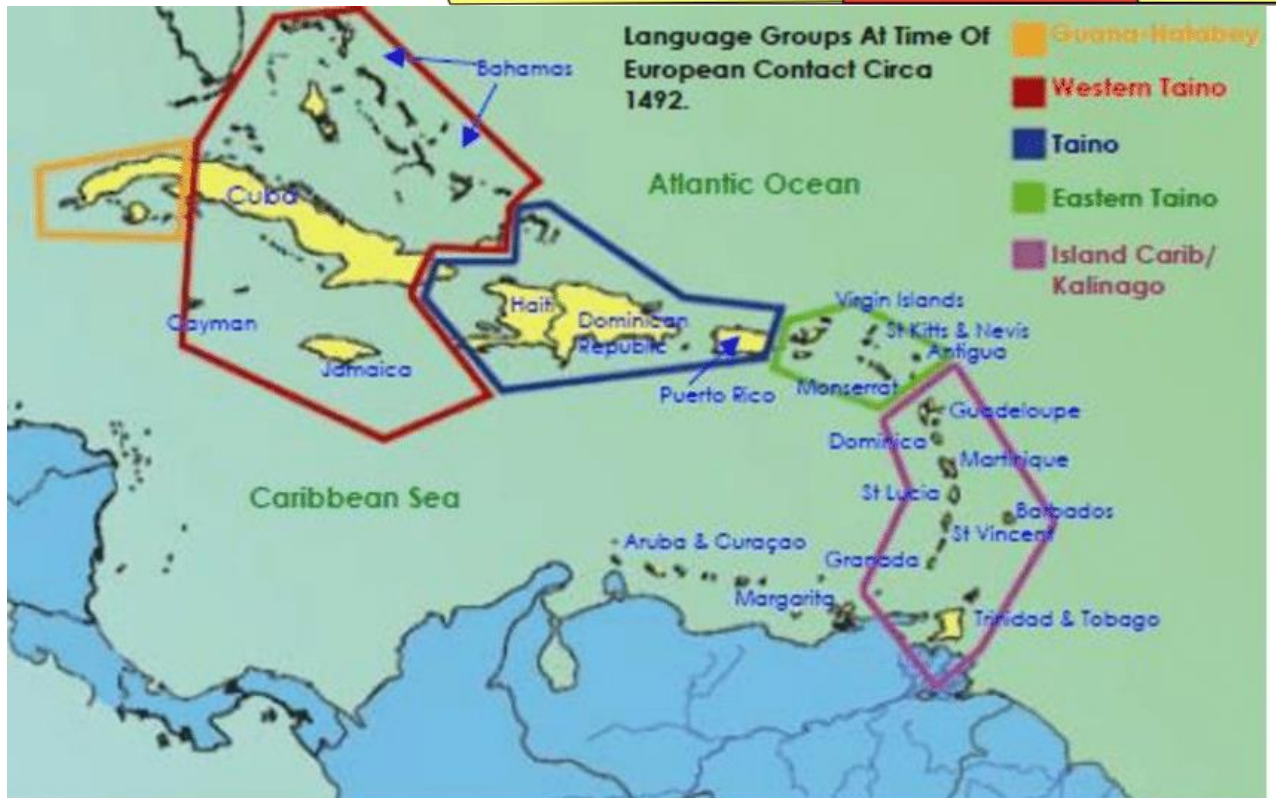 Language Groups At Time Of
European Contact Circa
1492.
Guana-Hatabey
Western Taino
Taino
Eastern Taino
Island Carib/
Kalinago
Bahamas
Atlantic Ocean
Cuba
Cayman
Jamaica
Haiti
Dominican
Republic
Puerto Rico
Virgin Islands
St Kitts & Nevis
Antigua
Monserrat
Guadeloupe
Dominica
Martinique
St Lucia
Barbados
St Vincent
Granada
Caribbean Sea
Aruba & Curaçao
Margarita
Trinidad & Tobago